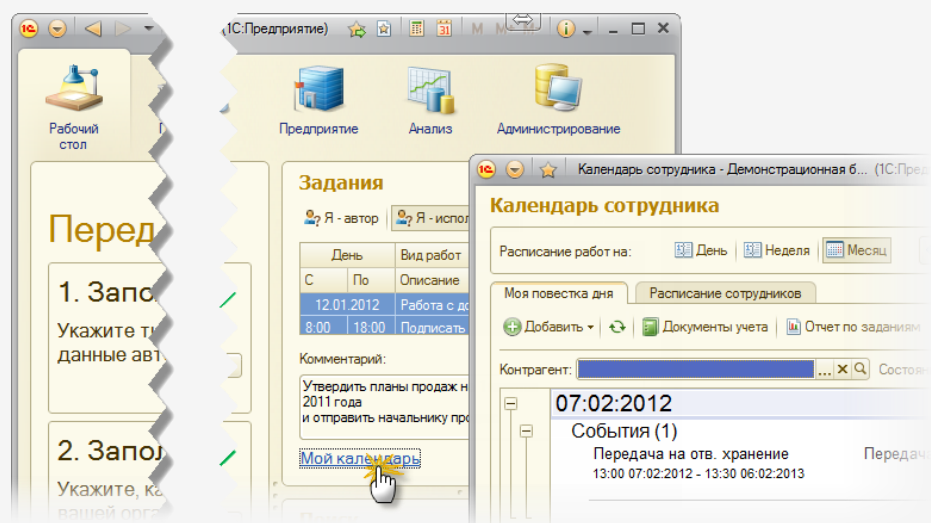 (1С:Предприятие)
M M M
Рабочий
стол
Предприятие
Анализ
Администрирование
Перед
1. Запо
Укажите
данные авт
2. Запол
Укажите, ка
вашей орга
Задания
Я - автор
Я - испол
День
Вид работ
С
По
Описание
12.01.2012
Работа с до
8:00
18:00
Подписать
Комментарий:
Утвердить планы продаж н
2011 года
и отправить начальнику про
Мой календарь
Календарь сотрудника - Демонстрационная б... (1С:Пред
Календарь сотрудника
Расписание работ на:
День
Неделя
Месяц
Моя повестка дня
Расписание сотрудников
Добавить
Документы учета
Отчет по заданиям
Контрагент:
...
Состоян
07:02:2012
События (1)
Передача на отв. хранение
Передач
13:00 07:02:2012 - 13:30 06:02:2013